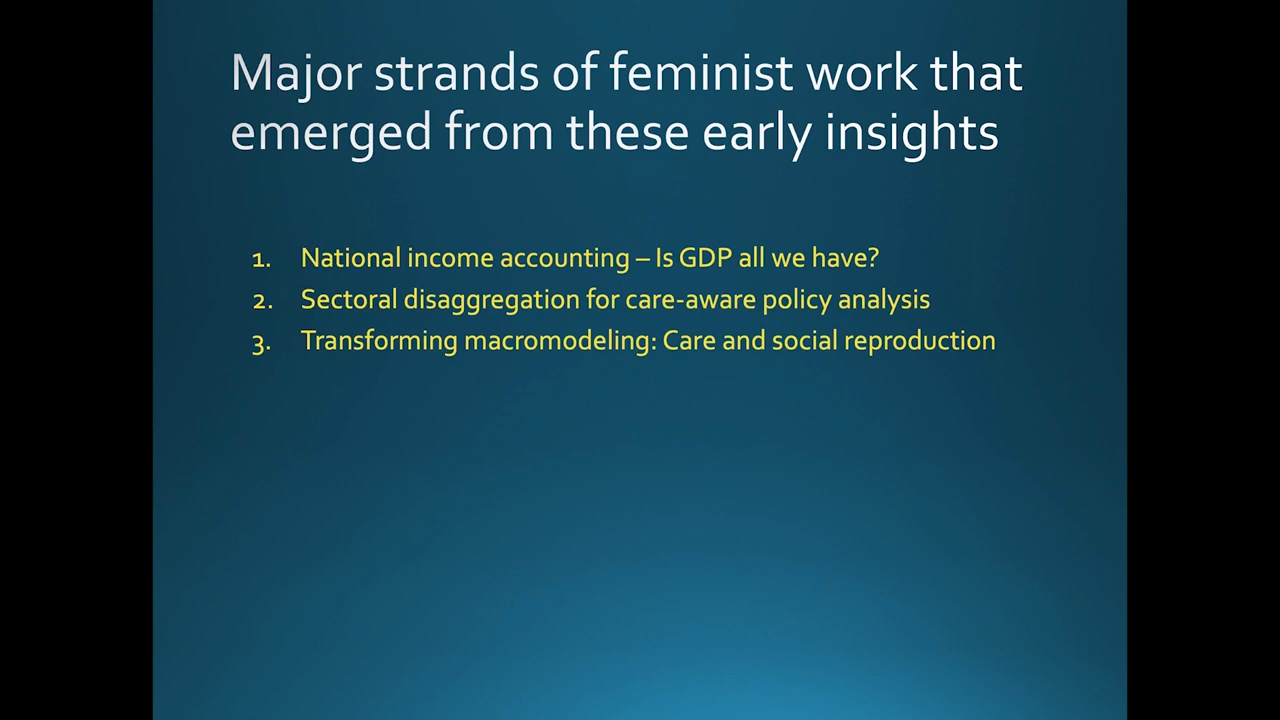 Major strands of feminist work that
emerged from these early insights
1. National income accounting – Is GDP all we have?
2. Sectoral disaggregation for care-aware policy analysis
3. Transforming macromodeling: Care and social reproduction